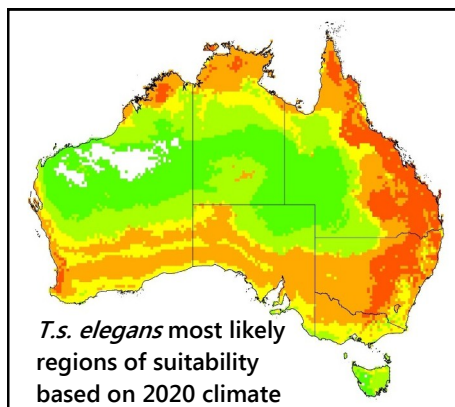 T.s. elegans most likely
regions of suitability
based on 2020 climate